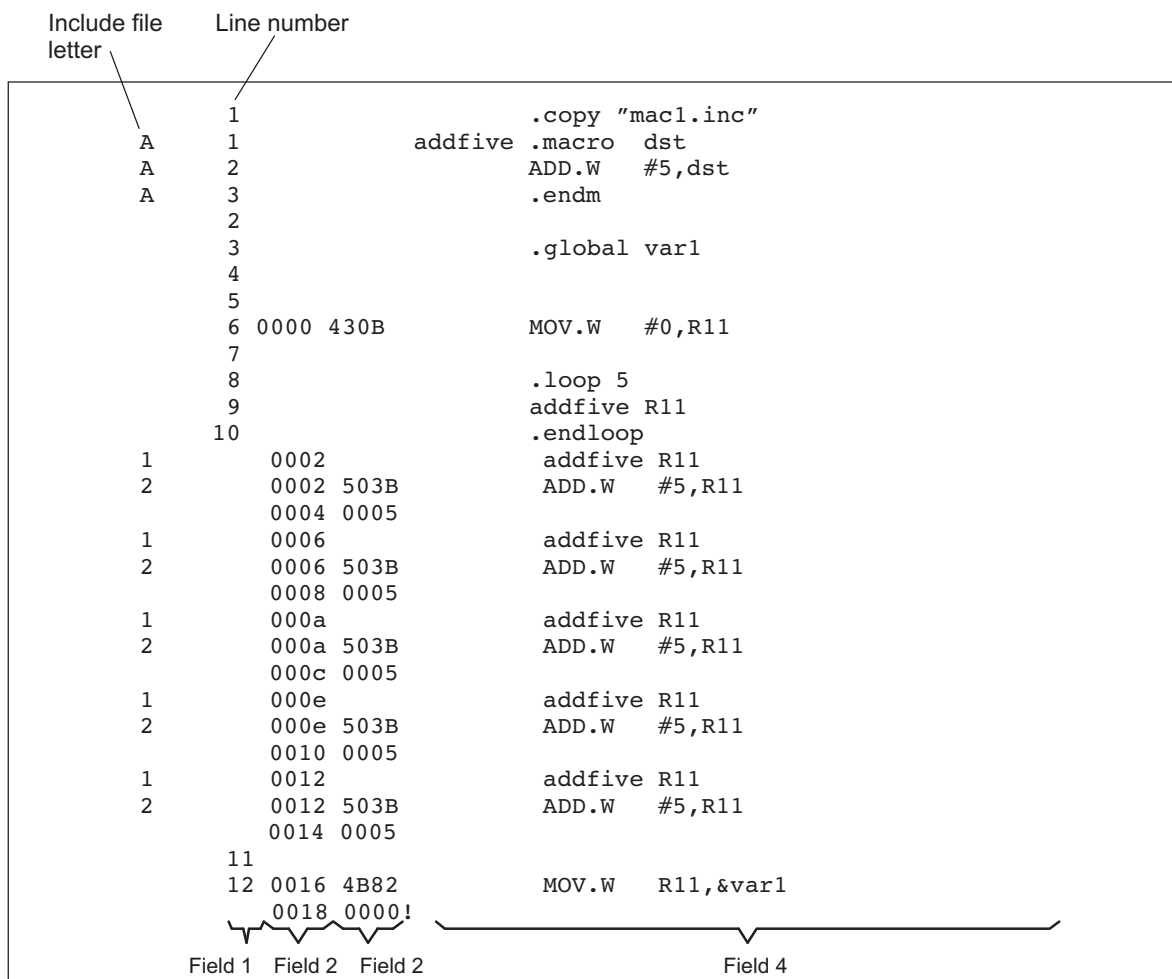 Include file letter
Line number
1 .copy ″mac1.inc″
A 1 addfive .macro dst
A 2 ADD.W #5,dst
A 3 .endm
2
3 .global var1
4
5
6 0000 430B MOV.W #0,R11
7
8 .loop 5
9 addfive R11
10 .endloop
1 0002 addfive R11
2 0002 503B ADD.W #5,R11
0004 0005
1 0006 addfive R11
2 0006 503B ADD.W #5,R11
0008 0005
1 000a addfive R11
2 000a 503B ADD.W #5,R11
000c 0005
1 000e addfive R11
2 000e 503B ADD.W #5,R11
0010 0005
1 0012 addfive R11
2 0012 503B ADD.W #5,R11
0014 0005
11
12 0016 4B82 MOV.W R11,&var1
0018 0000!
Field 1 Field 2 Field 2 Field 4